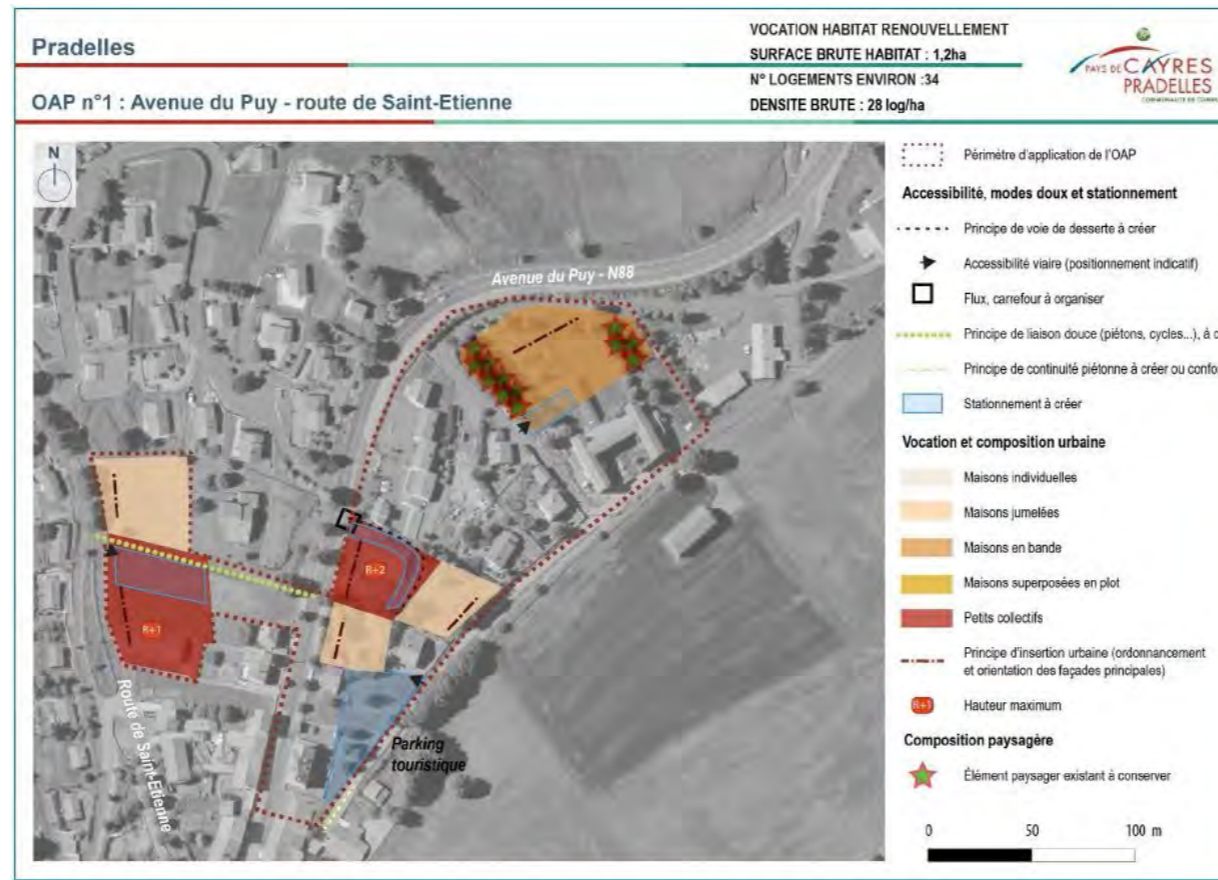 Pradelles
OAP n°1 : Avenue du Puy - route de Saint-Etienne
VOCATION HABITAT RENOUVELLEMENT
SURFACE BRUTE HABITAT : 1,2ha
N° LOGEMENTS ENVIRON :34
DENSITE BRUTE : 28 log/ha
PAYS DE CAYRES
PRADELLES
N
Avenue du Puy - N88
R+2
R+1
Route de Saint-Etienne
Parking
touristique
Périmètre d'application de l'OAP
Accessibilité, modes doux et stationnement
Principe de voie de desserte à créer
Accessibilité viaire (positionnement indicatif)
Flux, carrefour à organiser
Principe de liaison douce (piétons, cycles...), à c
Principe de continuité piétonne à créer ou confo
Stationnement à créer
Vocation et composition urbaine
Maisons individuelles
Maisons jumelées
Maisons en bande
Maisons superposées en plot
Petits collectifs
Principe d'insertion urbaine (ordonnancement
et orientation des façades principales)
R+1
Hauteur maximum
Composition paysagère
Élément paysager existant à conserver
0 50 100 m